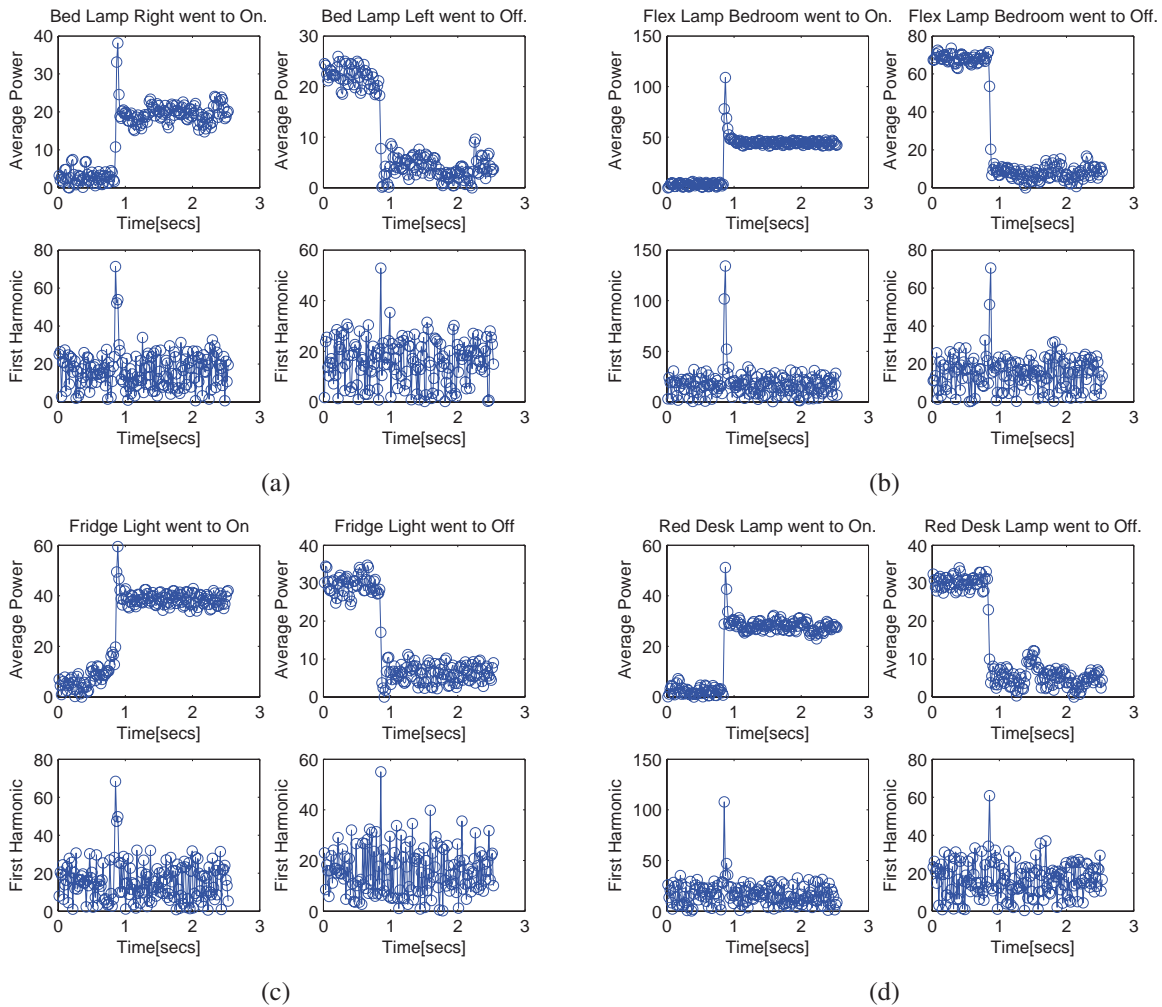 Bed Lamp Right went to On.
40
30
20
10
0
Average Power
0 1 2 3
Time[secs]
Bed Lamp Left went to Off.
30
20
10
0
Average Power
0 1 2 3
Time[secs]
80
60
40
20
0
First Harmonic
0 1 2 3
Time[secs]
60
40
20
0
First Harmonic
0 1 2 3
Time[secs]
(a)
Flex Lamp Bedroom went to On.
150
100
50
0
Average Power
0 1 2 3
Time[secs]
Flex Lamp Bedroom went to Off.
80
60
40
20
0
Average Power
0 1 2 3
Time[secs]
150
100
50
0
First Harmonic
0 1 2 3
Time[secs]
80
60
40
20
0
First Harmonic
0 1 2 3
Time[secs]
(b)
Fridge Light went to On
60
40
20
0
Average Power
0 1 2 3
Time[secs]
Fridge Light went to Off
40
30
20
10
0
Average Power
0 1 2 3
Time[secs]
80
60
40
20
0
First Harmonic
0 1 2 3
Time[secs]
60
40
20
0
First Harmonic
0 1 2 3
Time[secs]
(c)
Red Desk Lamp went to On.
60
40
20
0
Average Power
0 1 2 3
Time[secs]
Red Desk Lamp went to Off.
40
30
20
10
0
Average Power
0 1 2 3
Time[secs]
150
100
50
0
First Harmonic
0 1 2 3
Time[secs]
80
60
40
20
0
First Harmonic
0 1 2 3
Time[secs]
(d)